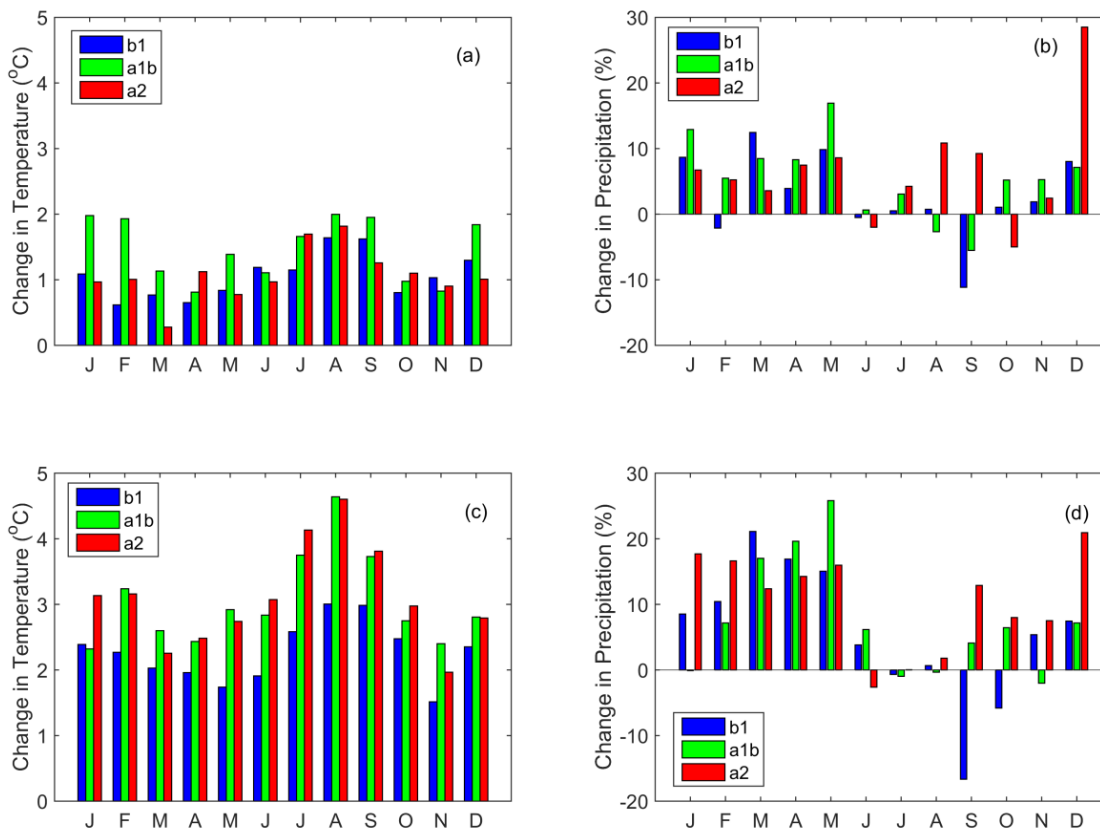 Change in Temperature (°C)
5
4
3
2
1
0
b1
a1b
a2
(a)
J F M A M J J A S O N D
Change in Precipitation (%)
30
20
10
0
-10
-20
b1
a1b
a2
(b)
J F M A M J J A S O N D
Change in Temperature (°C)
5
4
3
2
1
0
b1
a1b
a2
(c)
J F M A M J J A S O N D
Change in Precipitation (%)
30
20
10
0
-10
-20
(d)
b1
a1b
a2
J F M A M J J A S O N D